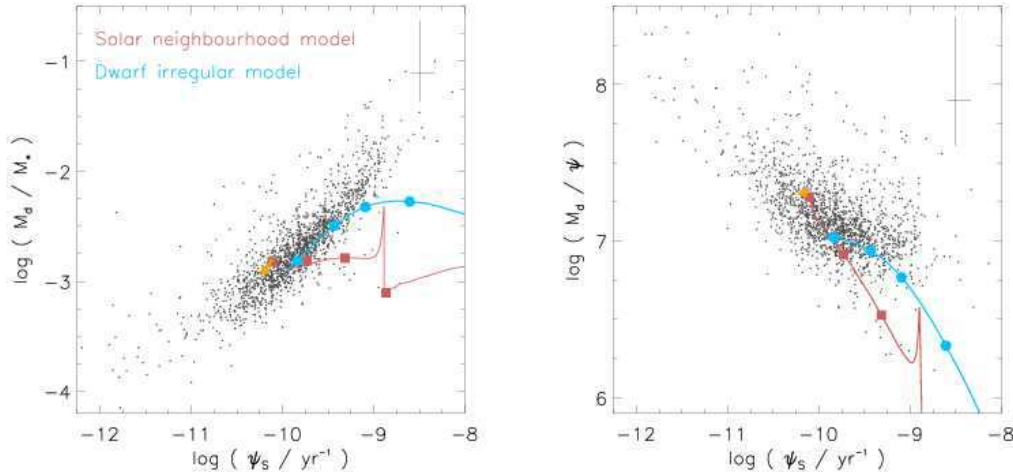 Solar neighbourhood model
Dwarf irregular model
log ( M_d / M_* )
-1
-2
-3
-4
-12
-11
-10
-9
-8
log ( ψ_S / yr⁻¹ )
log ( M_d / ψ )
8
7
6
-12
-11
-10
-9
-8
log ( ψ_S / yr⁻¹ )